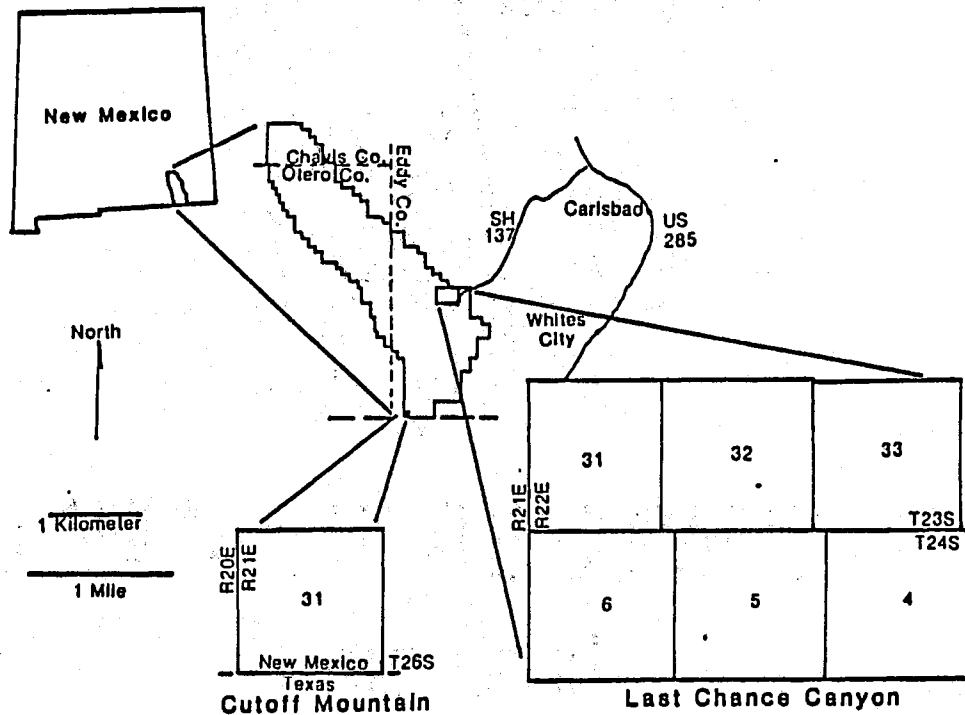 New Mexico
Chavis Co.
Otero Co.
Eddy Co.
SH
137
Carlsbad
US
285
Whites
City
North
1 Kilometer
1 Mile
R20E
R21E
31
New Mexico
T26S
Texas
Cutoff Mountain
31
32
33
R21E
R22E
T23S
T24S
6
5
4
Last Chance Canyon